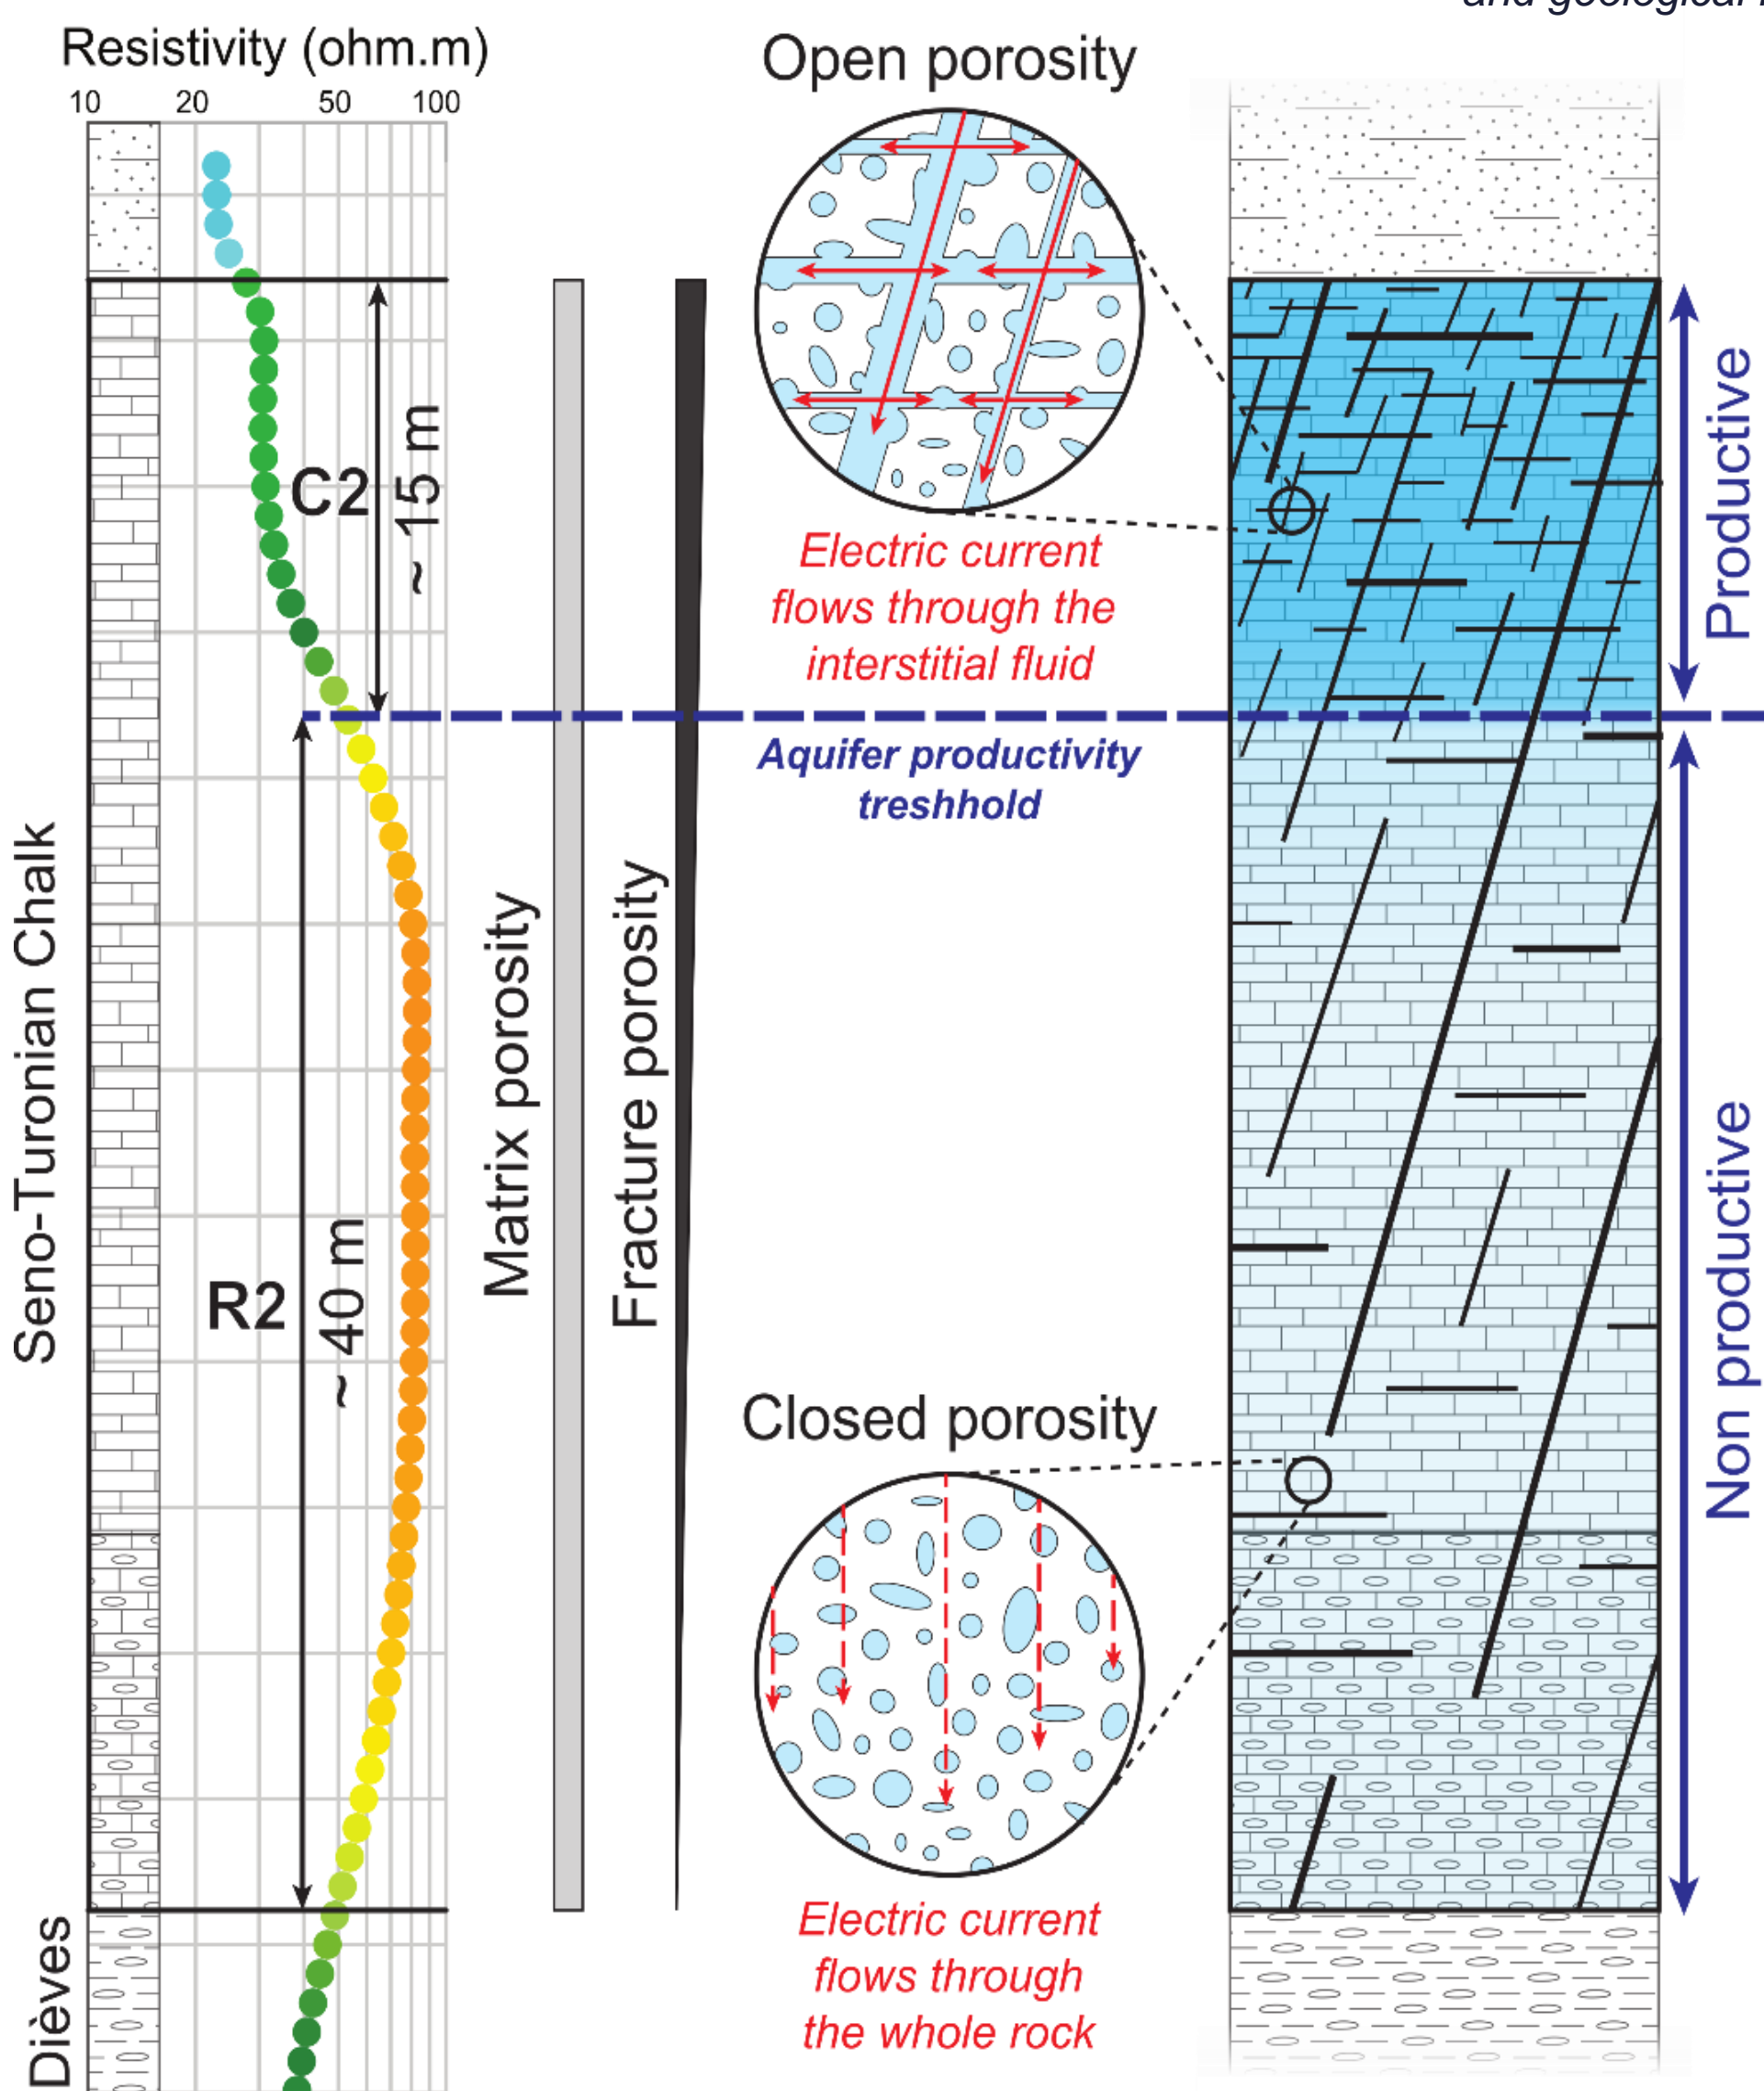 and geological
Resistivity (ohm.m)
10 20 50 100
Open porosity
C2
~ 15 m
Electric current
flows through the
interstitial fluid
Productive
Aquifer productivity
treshhold
Seno-Turonian Chalk
R2
~ 40 m
Matrix porosity
Fracture porosity
Non productive
Closed porosity
Electric current
flows through
the whole rock
Dièves